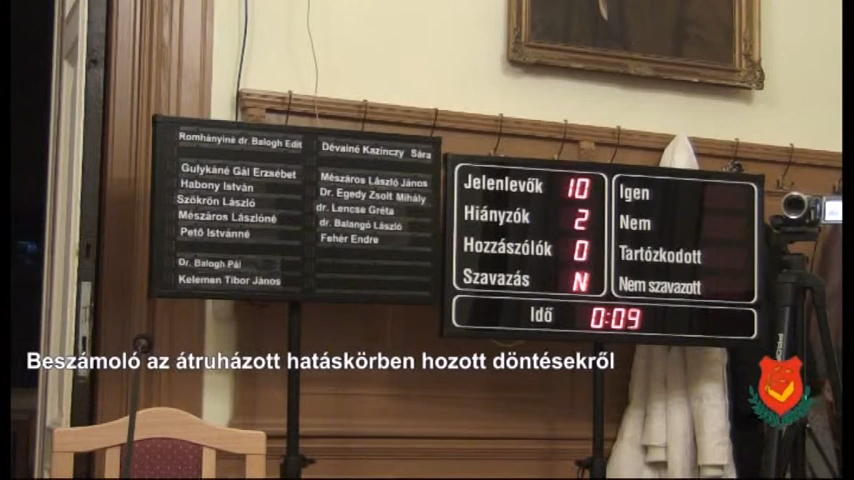 Romhányiné dr. Balogh Edit
Gulykáné Gál Erzsébet
Habony István
Szökrön László
Mészáros Lászlóné
Pető Istvánné
Dr. Balogh Pál
Kelemen Tibor János
Dévainé Kazinczy Sára
Mészáros László János
Dr. Egedy Zsolt Mihály
dr. Lencse Gréta
dr. Balangó László
Fehér Endre
Jelenlevők 10
Hiányzók 2
Hozzászólók 0
Szavazás N
Igen
Nem
Tartózkodott
Nem szavazott
Idő 0:09
Beszámoló az átruházott hatáskörben hozott döntésekről